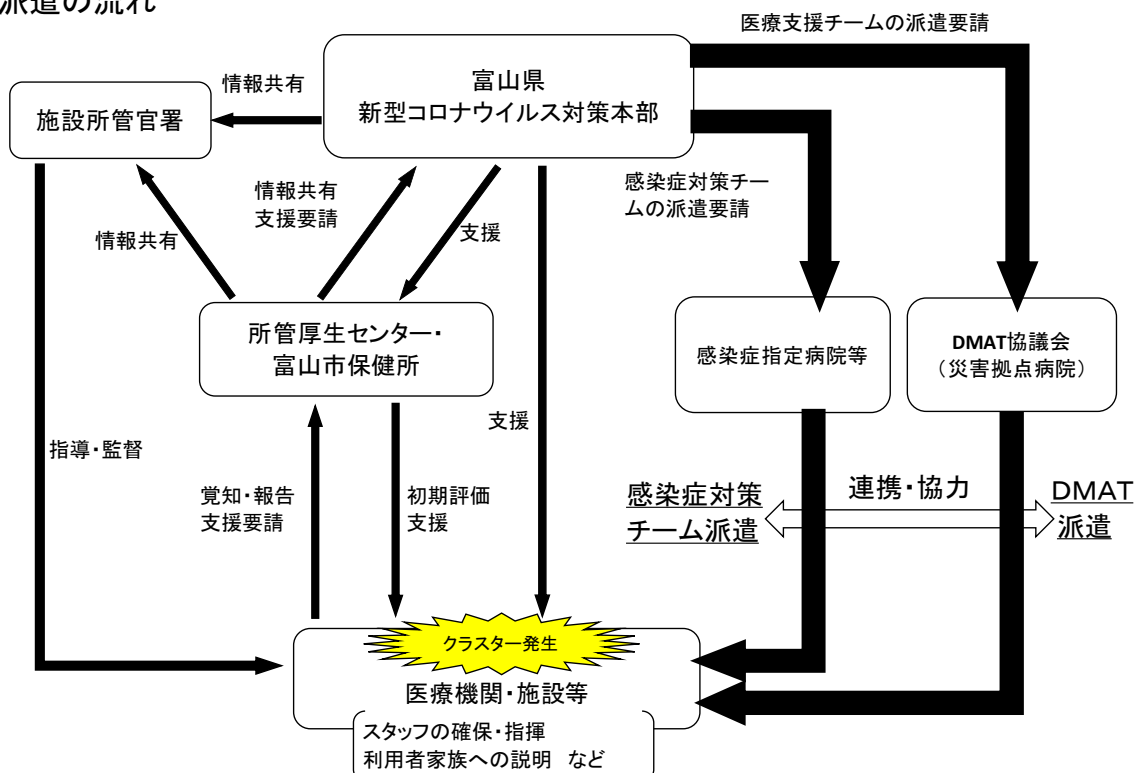 派遣の流れ
医療支援チームの派遣要請
富山県
新型コロナウイルス対策本部
情報共有
施設所管官署
感染症対策チー
ムの派遣要請
情報共有
支援要請
支援
情報共有
所管厚生センター・
富山市保健所
感染症指定病院等
DMAT協議会
（災害拠点病院）
支援
指導・監督
覚知・報告
支援要請
初期評価
支援
感染症対策
チーム派遣
連携・協力
DMAT
派遣
クラスター発生
医療機関・施設等
スタッフの確保・指揮
利用者家族への説明　など